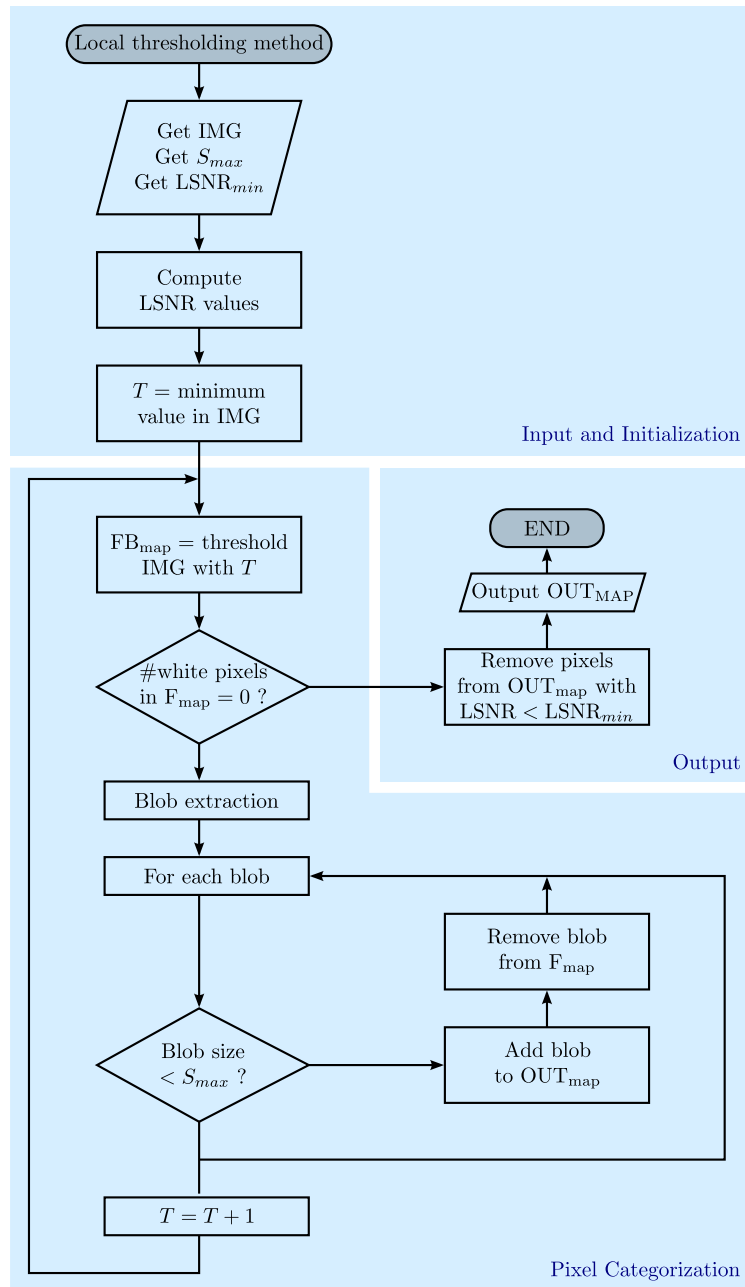 Local thresholding method
Get IMG
Get S_max
Get LSNR_min
Compute
LSNR values
T = minimum
value in IMG
Input and Initialization
FB_map = threshold
IMG with T
#white pixels
in F_map = 0 ?
END
Output OUT_MAP
Remove pixels
from OUT_map with
LSNR < LSNR_min
Output
Blob extraction
For each blob
Remove blob
from F_map
Blob size
< S_max ?
Add blob
to OUT_map
T = T + 1
Pixel Categorization